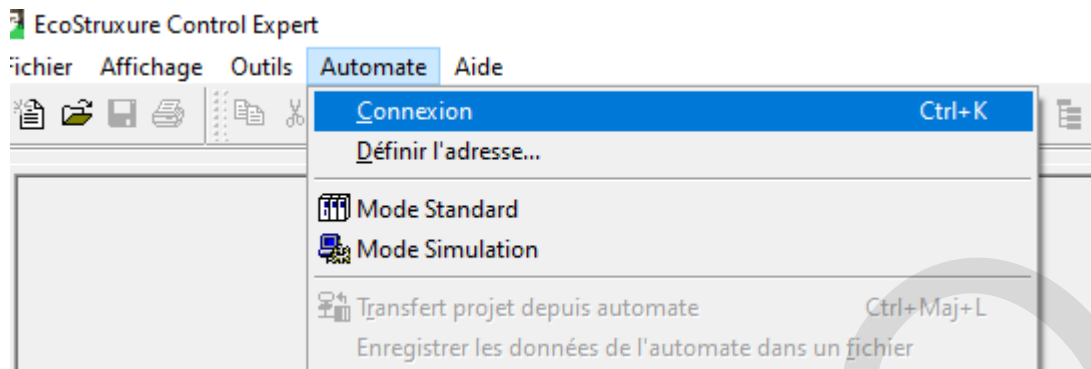 EcoStruxure Control Expert
Fichier Affichage Outils Automate Aide
Connexion Ctrl+K
Définir l'adresse...
Mode Standard
Mode Simulation
Transfert projet depuis automate Ctrl+Maj+L
Enregistrer les données de l'automate dans un fichier